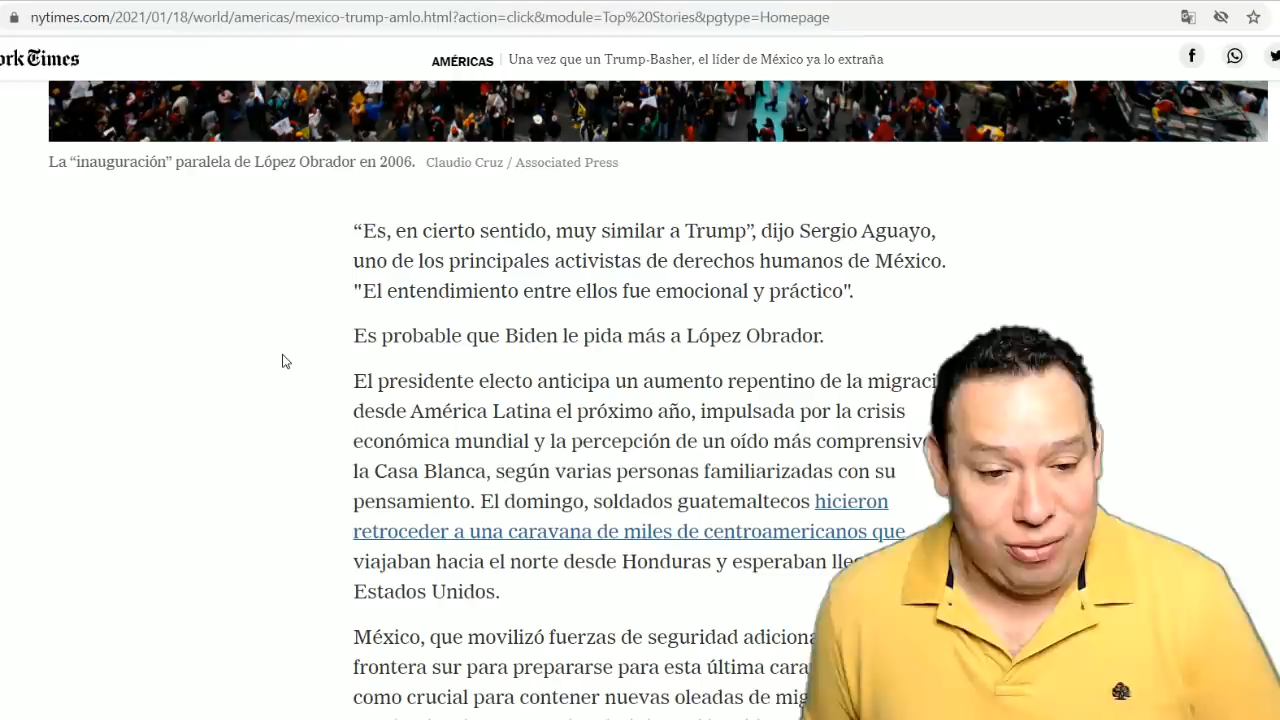 nytimes.com/2021/01/18/world/americas/mexico-trump-amlo.html?action=click&module=Top%20Stories&pgtype=Homepage
ork Times
AMÉRICAS | Una vez que un Trump-Basher, el líder de México ya lo extraña
La “inauguración” paralela de López Obrador en 2006. Claudio Cruz / Associated Press
“Es, en cierto sentido, muy similar a Trump”, dijo Sergio Aguayo,
uno de los principales activistas de derechos humanos de México.
"El entendimiento entre ellos fue emocional y práctico".
Es probable que Biden le pida más a López Obrador.
El presidente electo anticipa un aumento repentino de la migraci
desde América Latina el próximo año, impulsada por la crisis
económica mundial y la percepción de un oído más comprensiv
la Casa Blanca, según varias personas familiarizadas con su
pensamiento. El domingo, soldados guatemaltecos hicieron
retroceder a una caravana de miles de centroamericanos que
viajaban hacia el norte desde Honduras y esperaban lle
Estados Unidos.
México, que movilizó fuerzas de seguridad adiciona
frontera sur para prepararse para esta última cara
como crucial para contener nuevas oleadas de mig